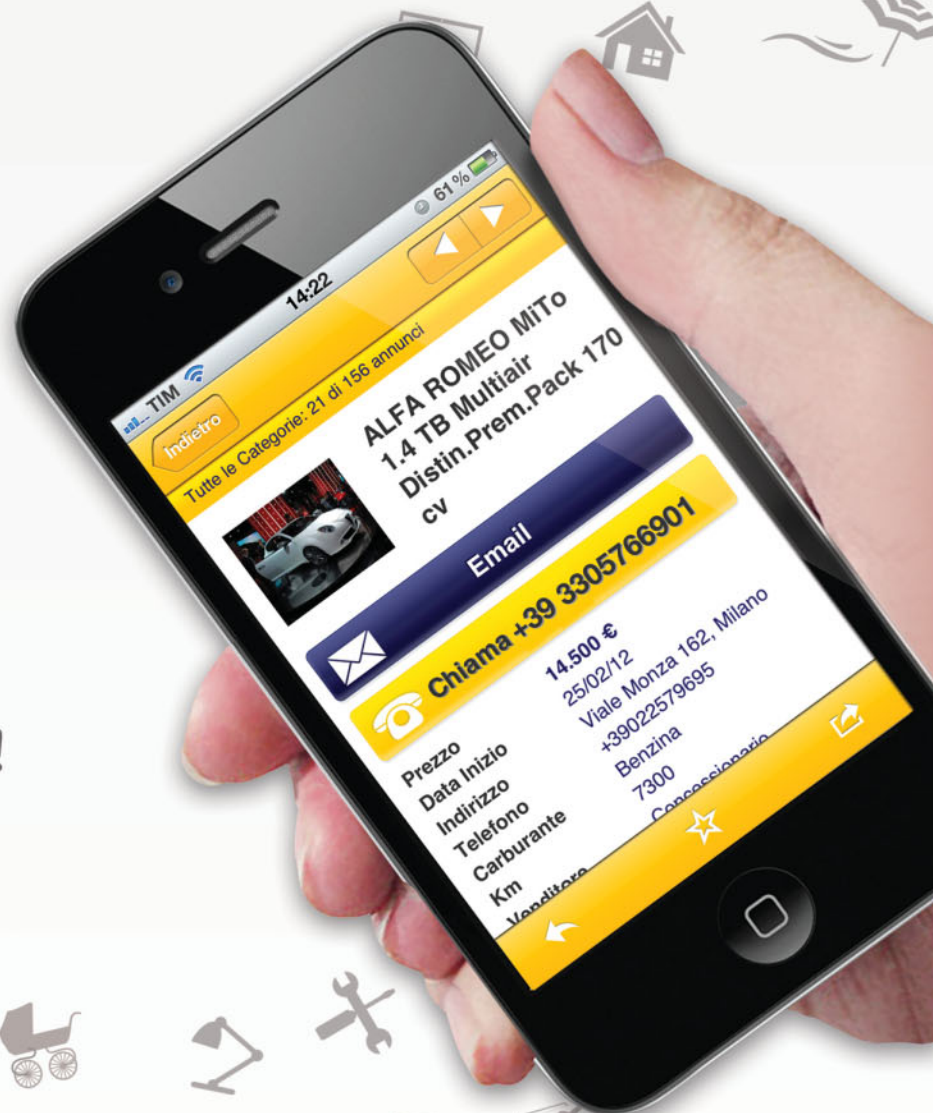 TIM 14:22 61 %
Indietro
Tutte le Categorie: 21 di 156 annunci
ALFA ROMEO MiTo
1.4 TB Multiair
Distin.Prem.Pack 170
cv
Email
Chiama +39 3305766901
Prezzo 14.500 €
Data Inizio 25/02/12
Indirizzo Viale Monza 162, Milano
Telefono +39022579695
Carburante Benzina
Km 7300
Venditore Concessionario
!